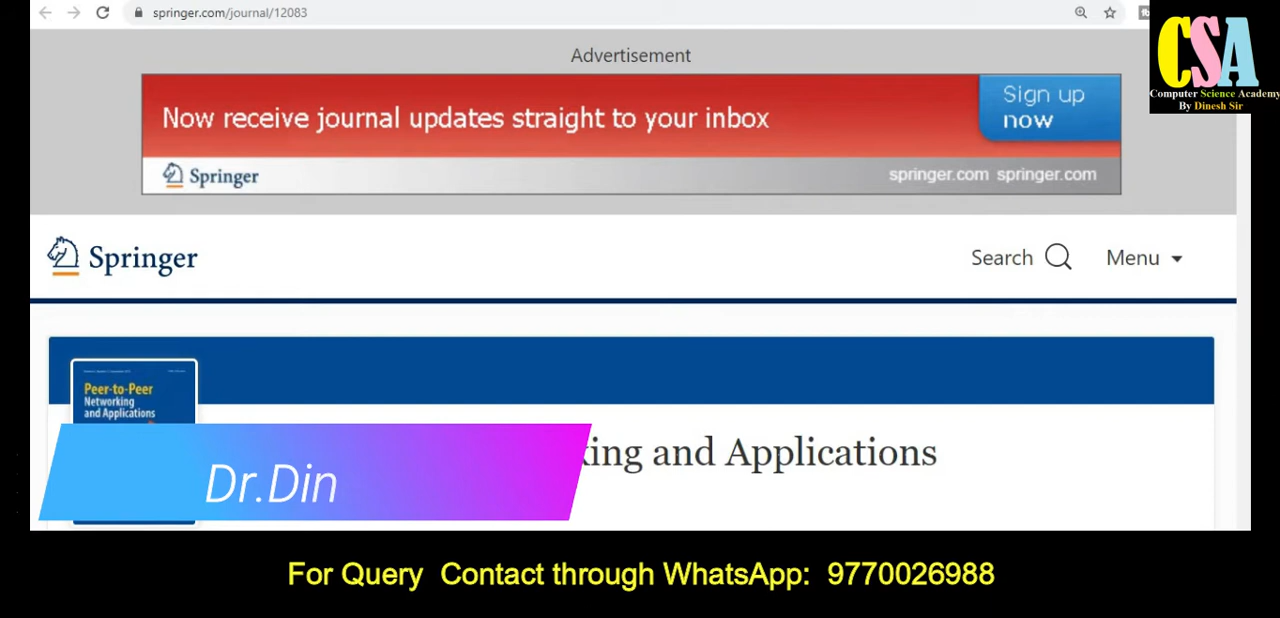 springer.com/journal/12083
CSA
Computer Science Academy
By Dinesh Sir
Advertisement
Now receive journal updates straight to your inbox
Sign up
now
Springer
springer.com springer.com
Springer
Search
Menu
Peer-to-Peer
Networking
and Applications
king and Applications
Dr.Din
For Query Contact through WhatsApp: 9770026988